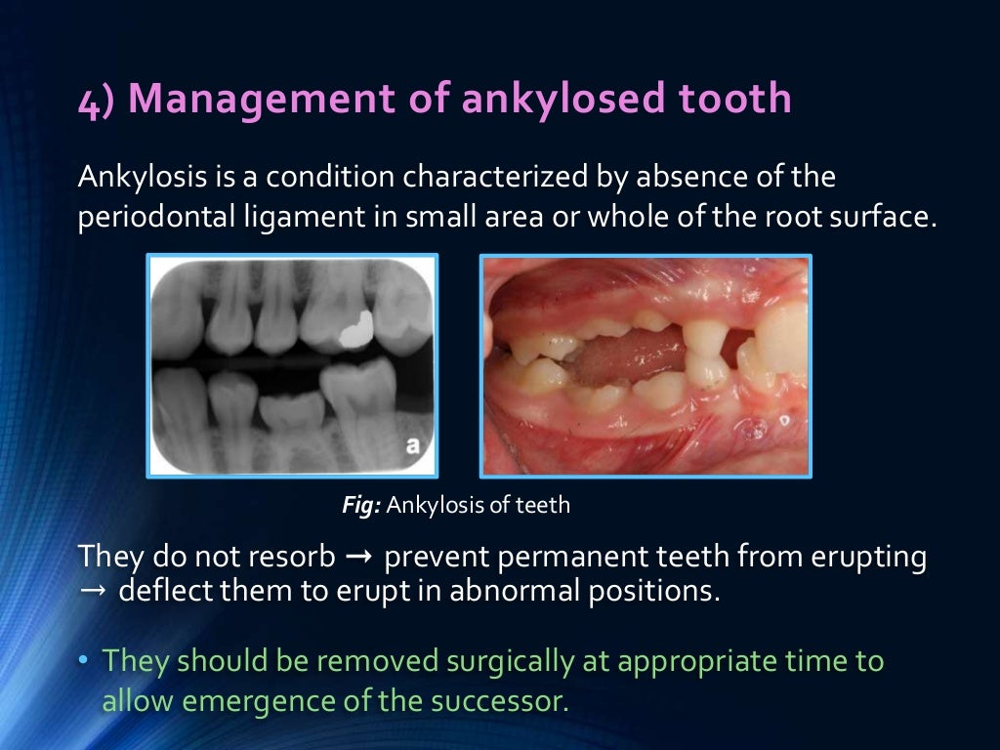 4) Management of ankylosed tooth
Ankylosis is a condition characterized by absence of the
periodontal ligament in small area or whole of the root surface.
a
Fig: Ankylosis of teeth
They do not resorb → prevent permanent teeth from erupting
→ deflect them to erupt in abnormal positions.
• They should be removed surgically at appropriate time to
allow emergence of the successor.